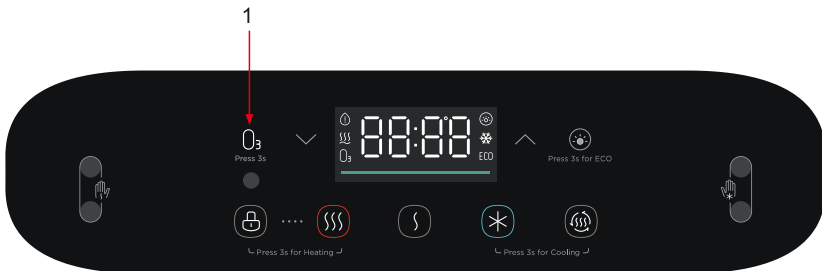 1
88:88°
O₃
ECO
O₃
Press 3s
Press 3s for ECO
Press 3s for Heating
Press 3s for Cooling